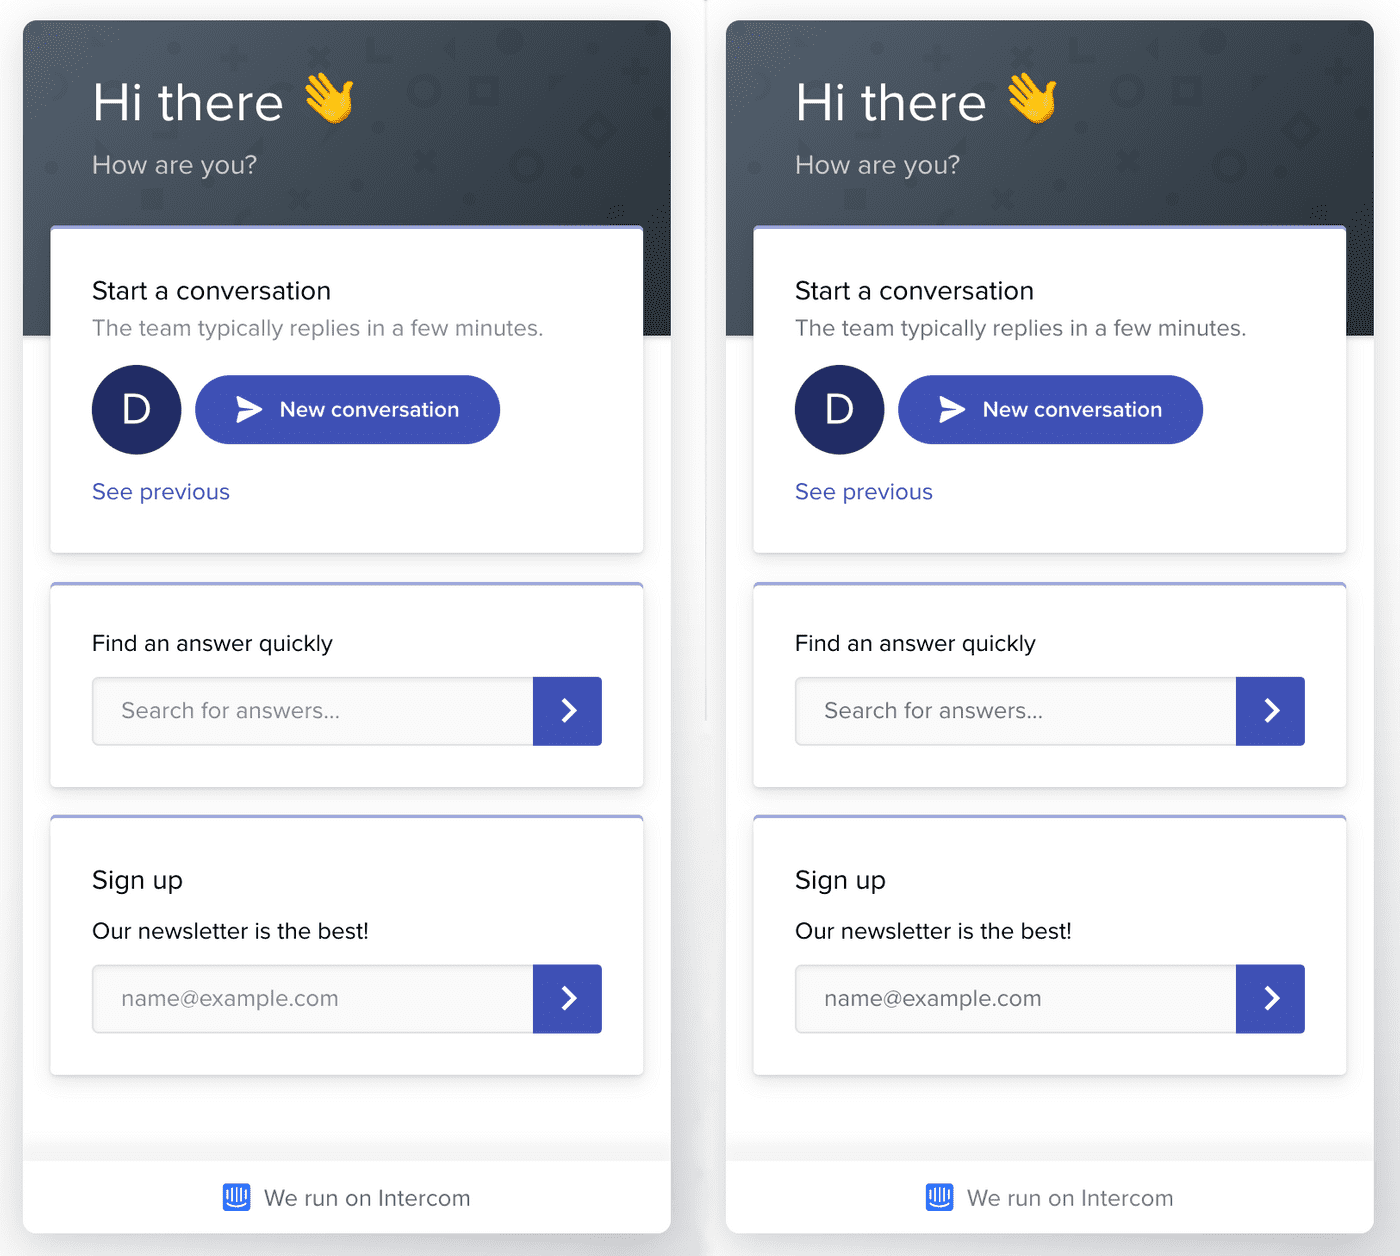 Hi there 👋
How are you?
Start a conversation
The team typically replies in a few minutes.
D
New conversation
See previous
Find an answer quickly
Search for answers...
Sign up
Our newsletter is the best!
name@example.com
We run on Intercom
Hi there 👋
How are you?
Start a conversation
The team typically replies in a few minutes.
D
New conversation
See previous
Find an answer quickly
Search for answers...
Sign up
Our newsletter is the best!
name@example.com
We run on Intercom